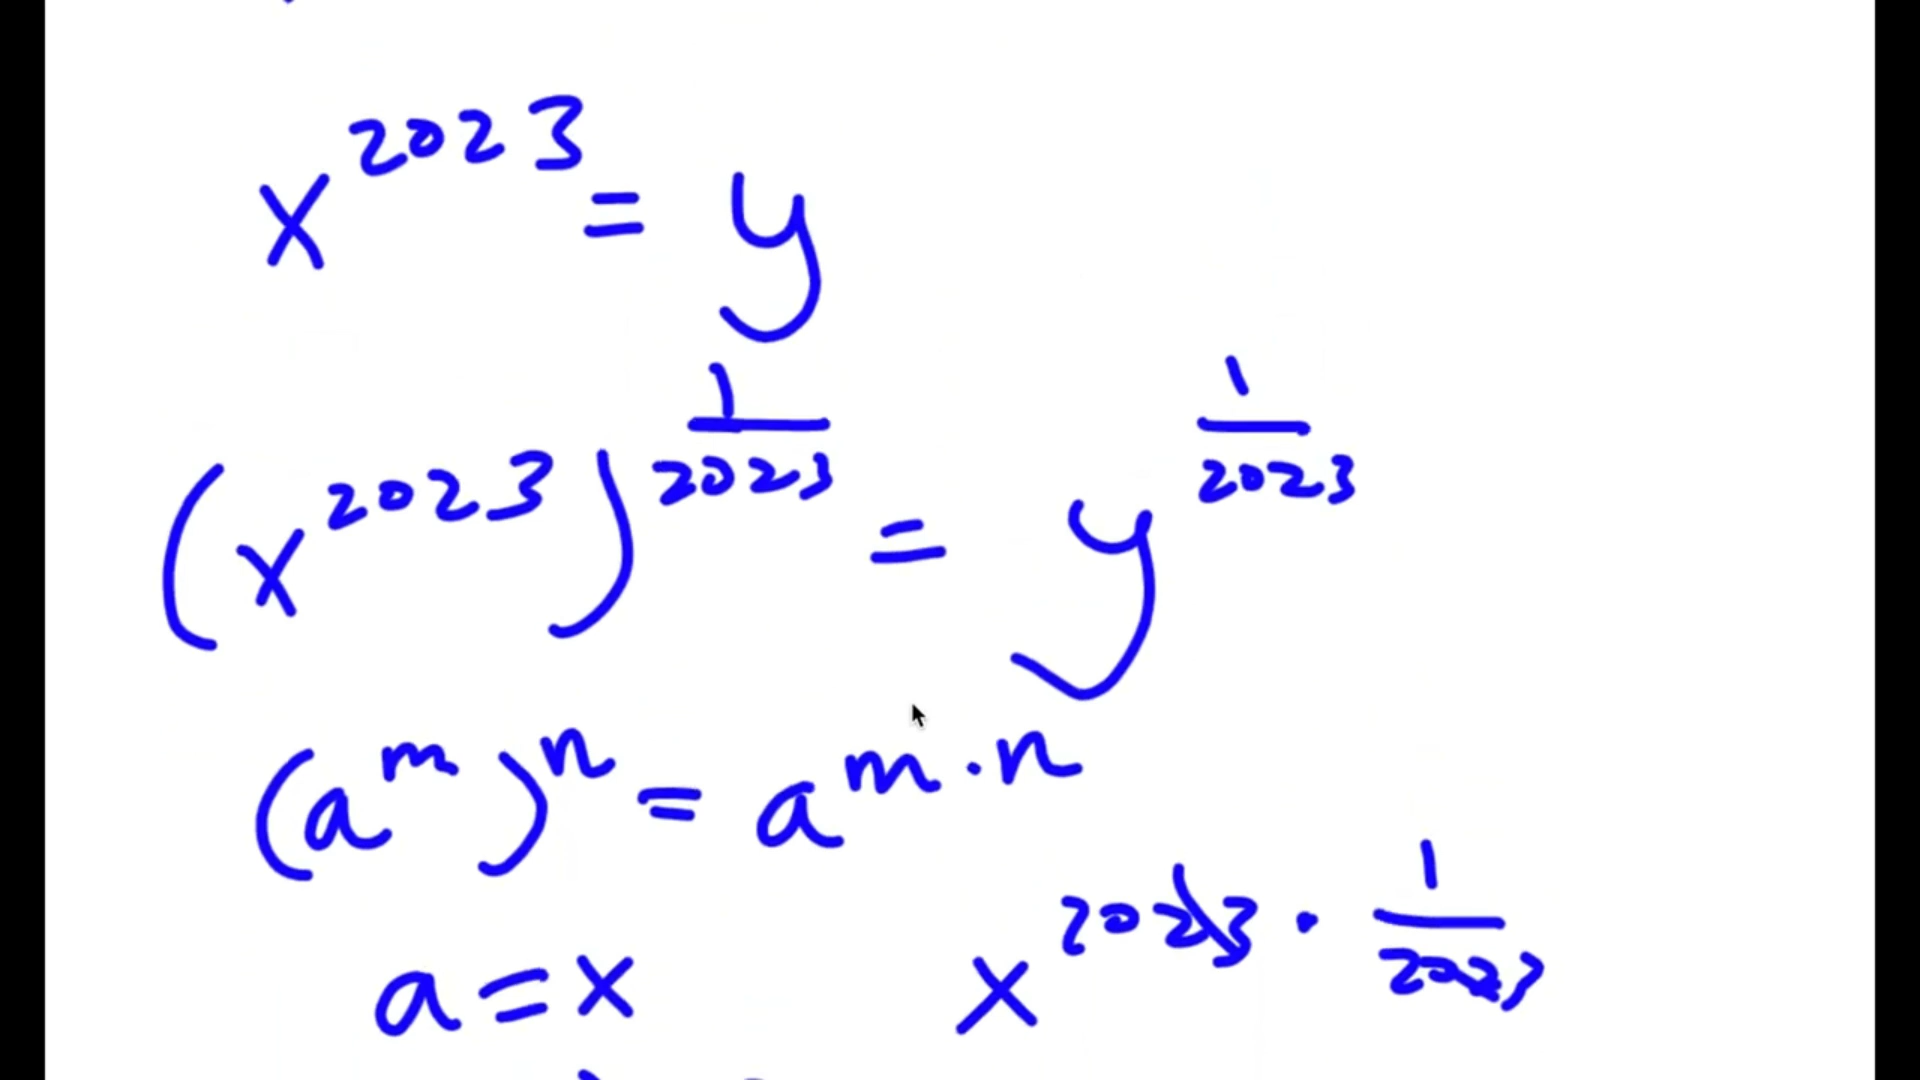 x^2023 = y
(x^2023)^(1/2023) = y^(1/2023)
(a^m)^n = a^(m·n)
a = x    x^(2023 · 1/2023)